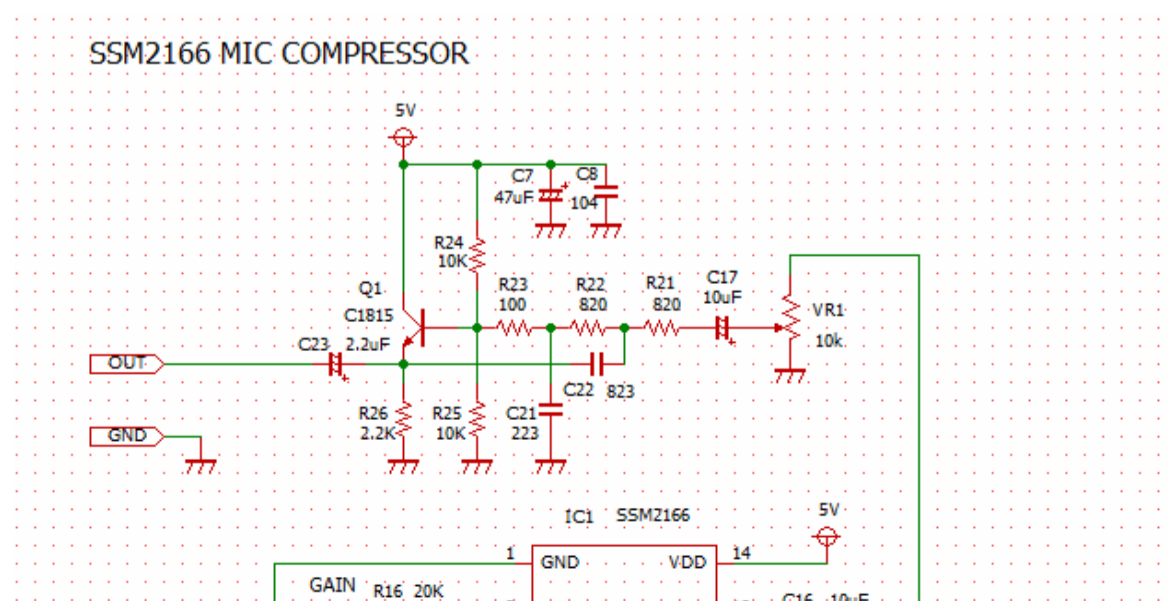 SSM2166 MIC COMPRESSOR
5V
C7
47uF
C8
104
R24
10K
R23
100
R22
820
R21
820
C17
10uF
Q1
C1815
VR1
10k
C23 2.2uF
OUT
C22 823
R26
2.2K
R25
10K
C21
223
GND
IC1 SSM2166
5V
1
GND
VDD
14
GAIN
R16 20K
C16 10uF